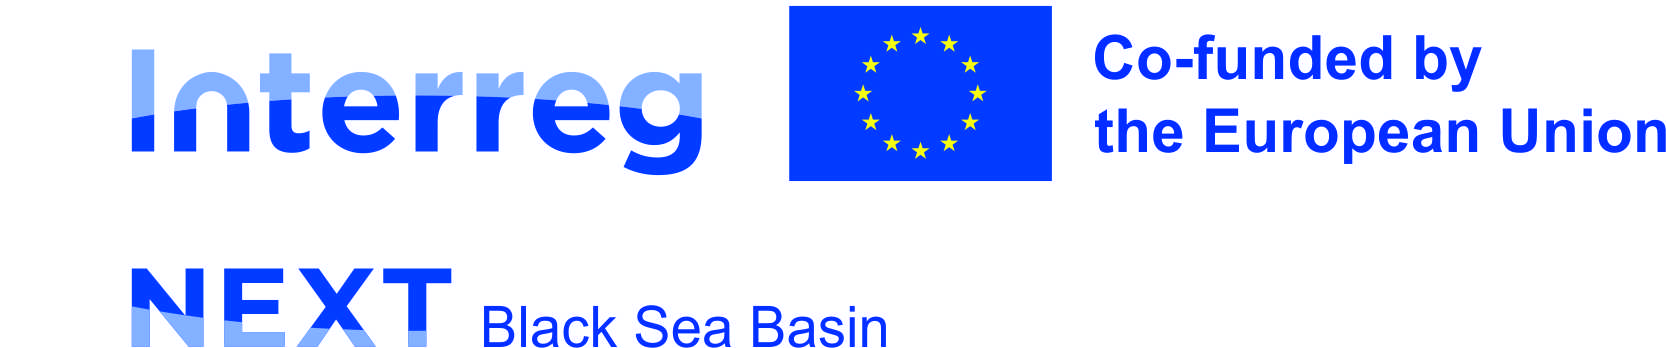 Interreg
Co-funded by
the European Union
NEXT Black Sea Basin